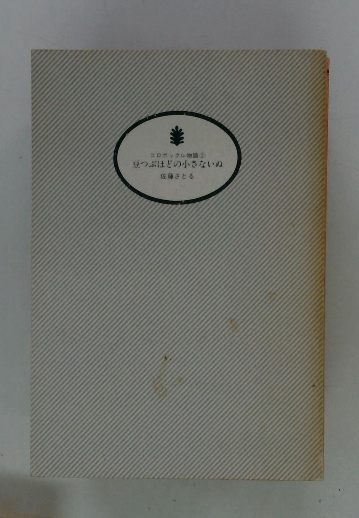 コロボックル物語②
豆つぶほどの小さないぬ
佐藤さとる